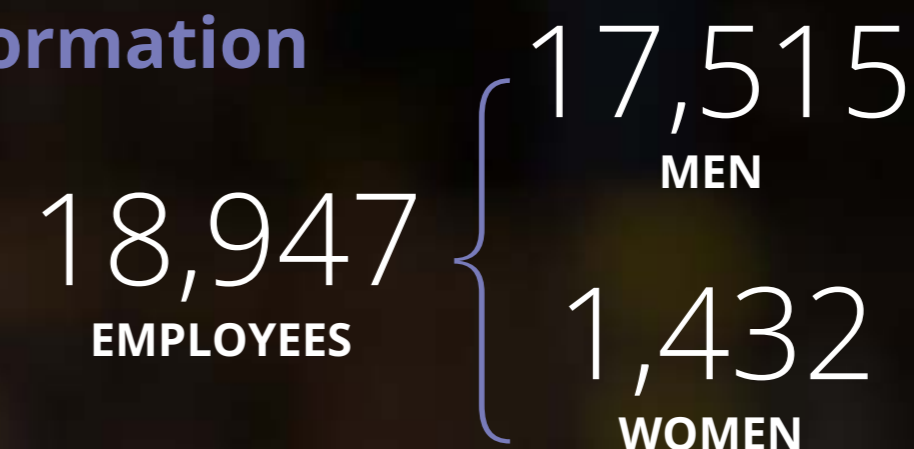 ormation
18,947
EMPLOYEES
17,515
MEN
1,432
WOMEN